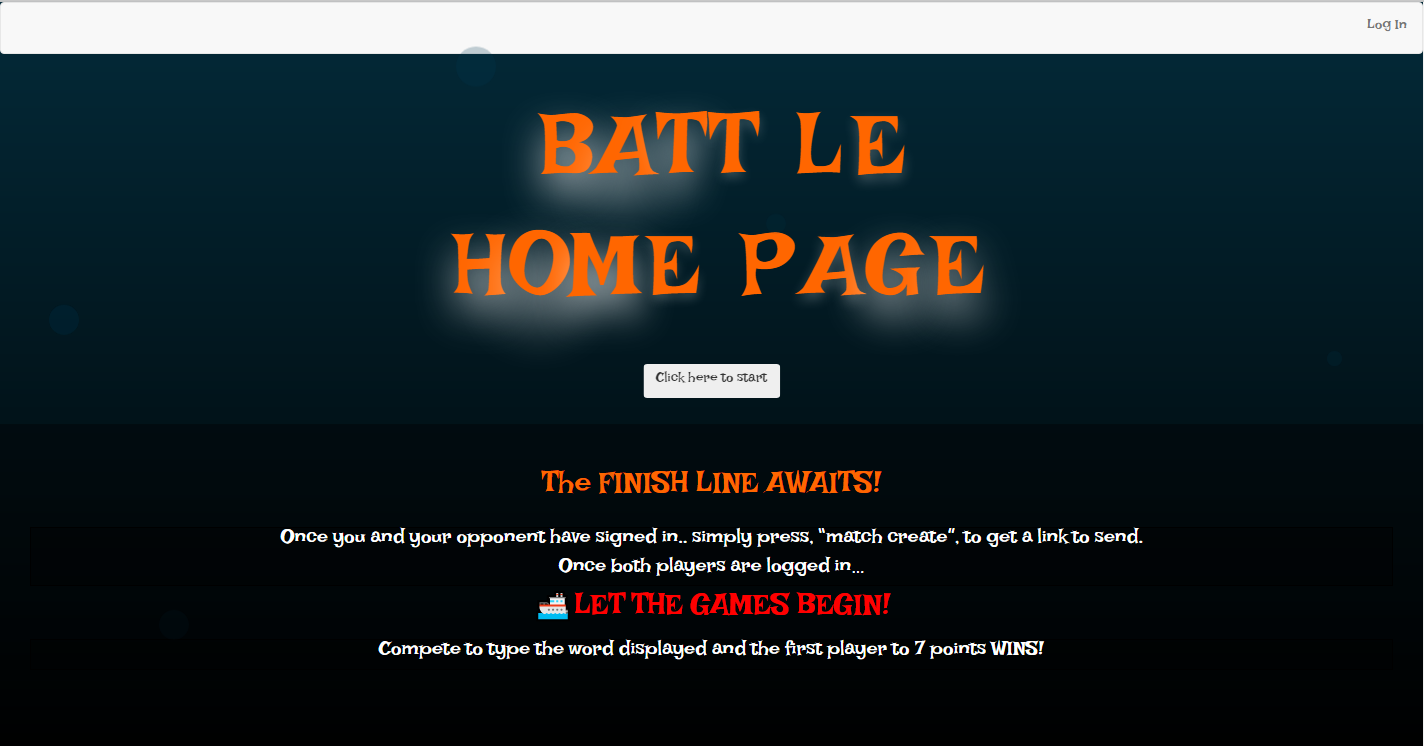 Log In
BATT LE
HOME PAGE
Click here to start
The FINISH LINE AWAITS!
Once you and your opponent have signed in.. simply press, "match create", to get a link to send.
Once both players are logged in...
LET THE GAMES BEGIN!
Compete to type the word displayed and the first player to 7 points WINS!